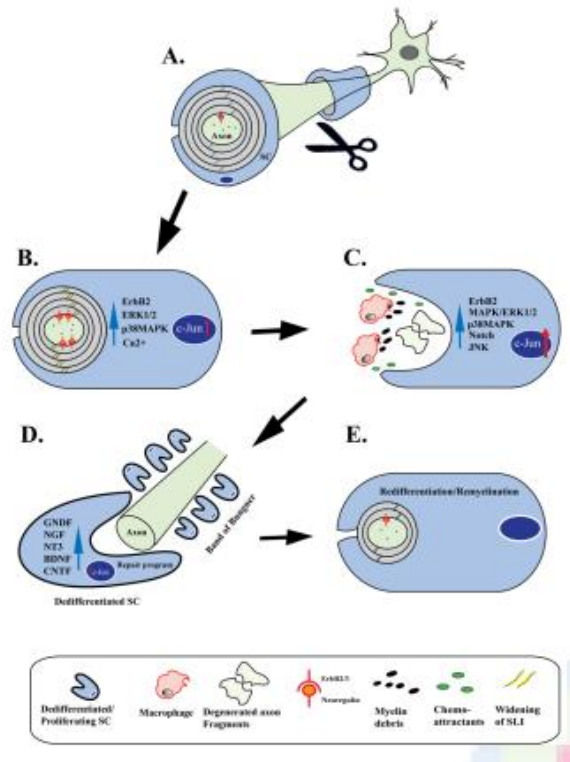 A.
Axon
SC
B.
ErbB2
ERK1/2
p38MAPK
Ca2+
c-Jun
C.
ErbB2
MAPK/ERK1/2
p38MAPK
Notch
JNK
c-Jun
D.
GNDF
NGF
NT3
BDNF
CNTF
c-Jun
Repair program
Axon
Band of Bungner
Dedifferentiated SC
E.
Redifferentiation/Remyelination
Dedifferentiated/
Proliferating SC
Macrophage
Degenerated axon
Fragments
ErbB2/3
Neuregulin
Myelin
debris
Chemo-
attractants
Widening
of SLI